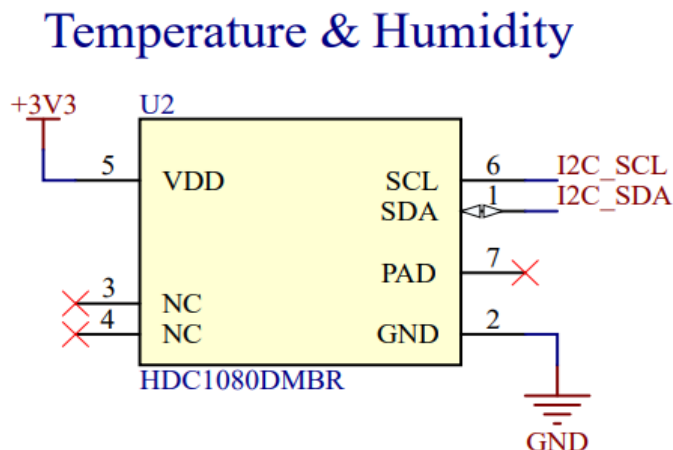 Temperature & Humidity
+3V3
U2
5
VDD
SCL
6
I2C_SCL
SDA
1
I2C_SDA
PAD
7
3
NC
4
NC
GND
2
HDC1080DMBR
GND